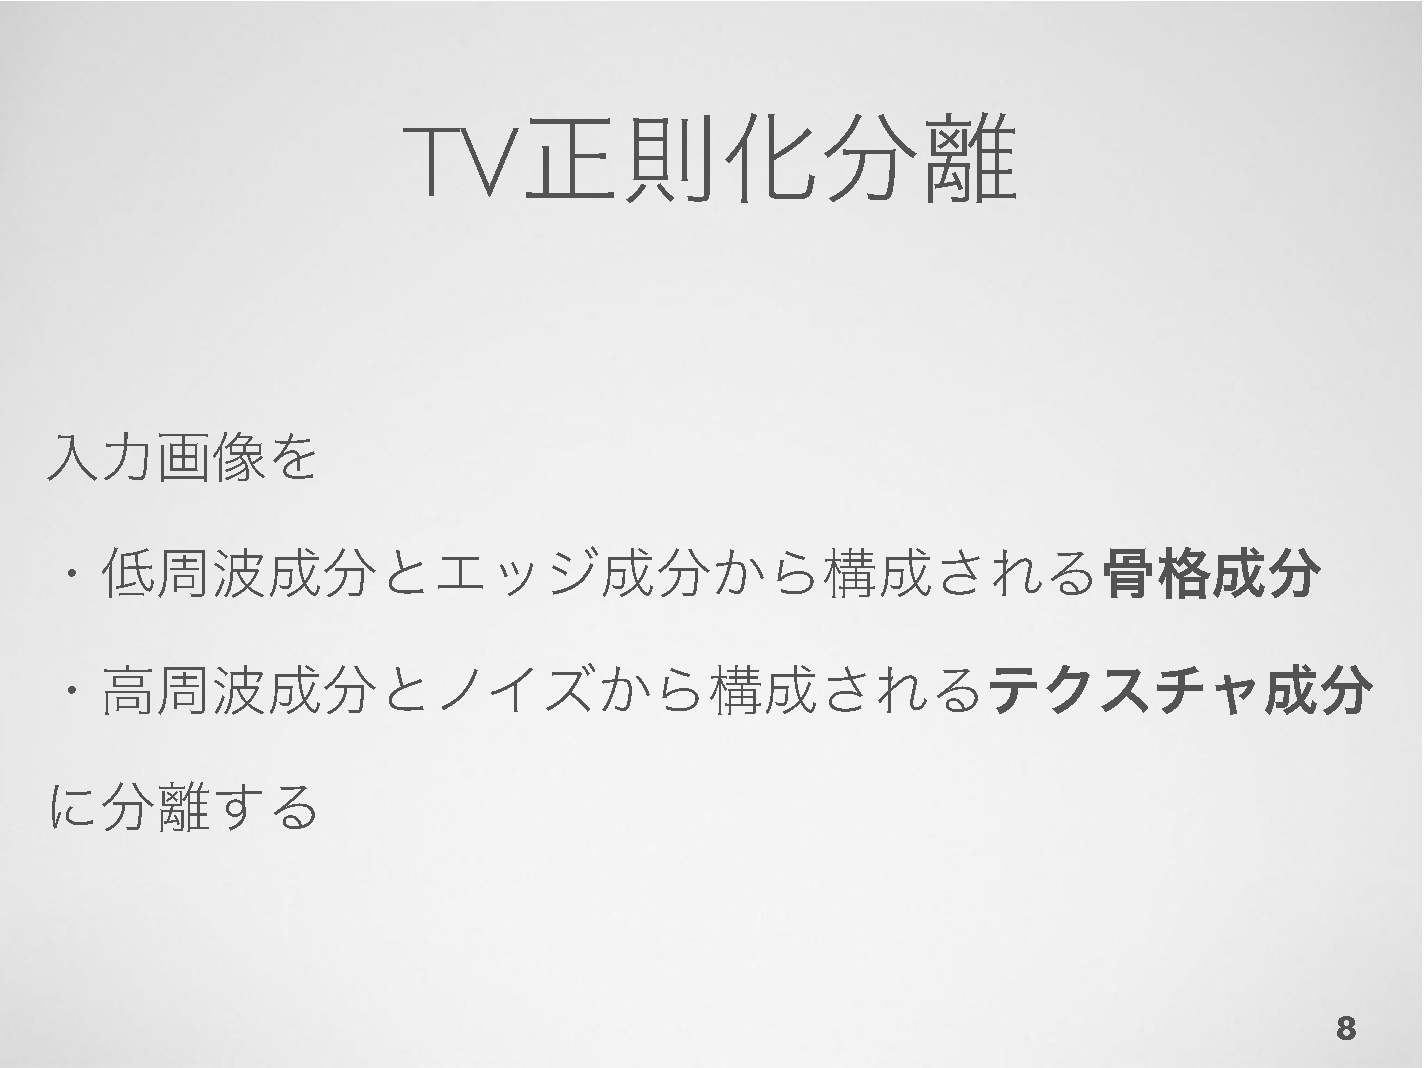 TV正則化分離
入力画像を
・低周波成分とエッジ成分から構成される骨格成分
・高周波成分とノイズから構成されるテクスチャ成分
に分離する
8